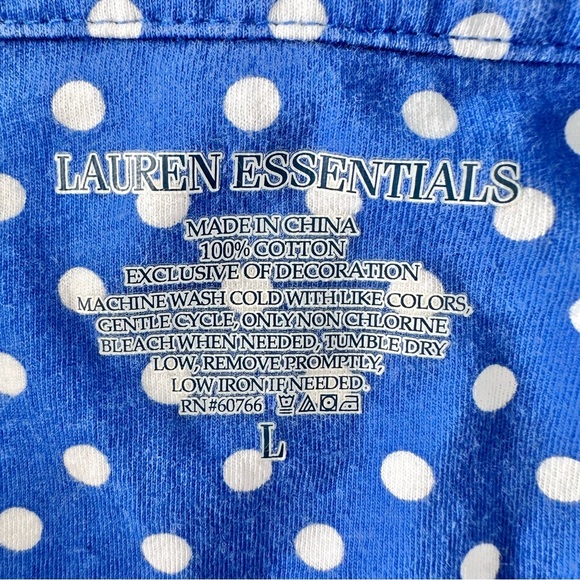 LAUREN ESSENTIALS
MADE IN CHINA
100% COTTON
EXCLUSIVE OF DECORATION
MACHINE WASH COLD WITH LIKE COLORS,
GENTLE CYCLE, ONLY NON CHLORINE
BLEACH WHEN NEEDED, TUMBLE DRY
LOW, REMOVE PROMPTLY,
LOW IRON IF NEEDED.
RN#60766
L